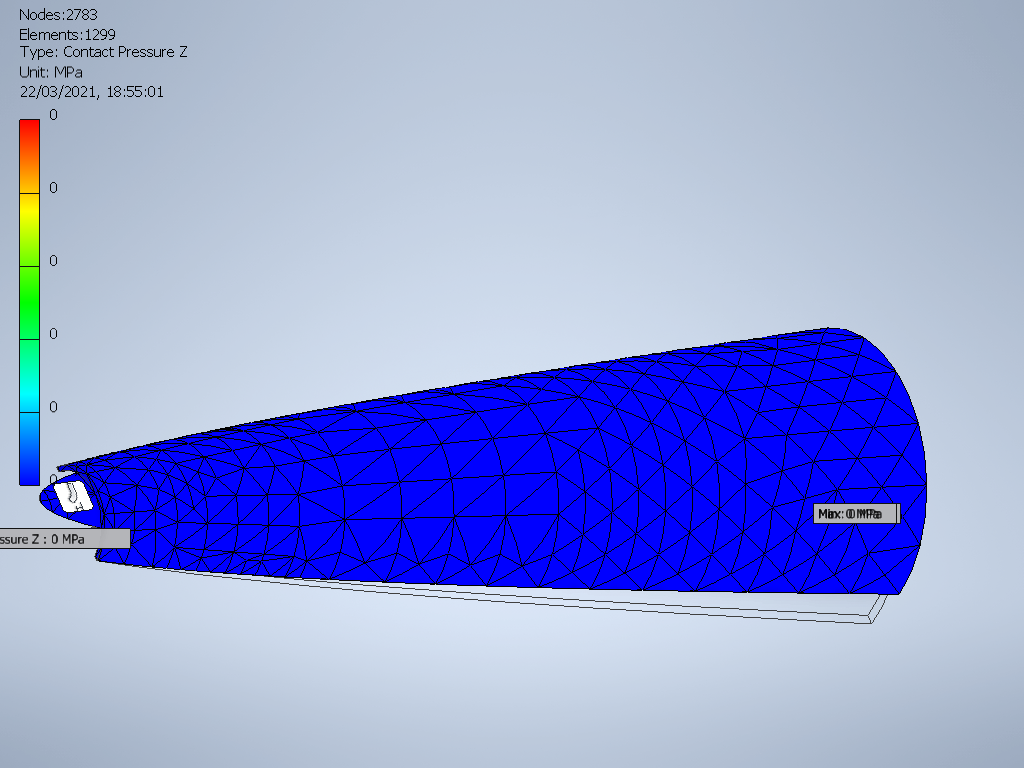 Nodes:2783
Elements:1299
Type: Contact Pressure Z
Unit: MPa
22/03/2021, 18:55:01
0
0
0
0
0
0
ssure Z : 0 MPa